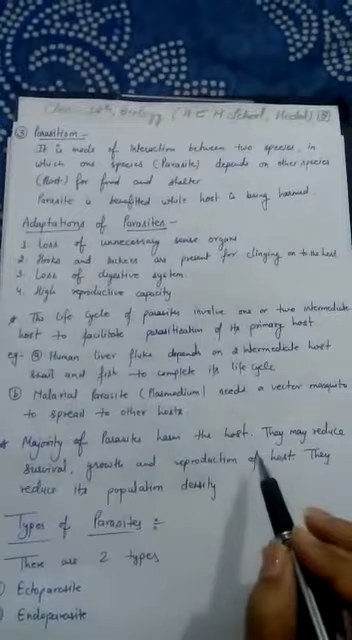 Class - 12th, Biology (A.C.M School, Hodal) (3)
③ Parasitism -
It is mode of interaction between two species, in
which one species (Parasite) depends on other species
(Host) for food and shelter
Parasite is benefitted while host is being harmed.
Adaptations of Parasites -
1. Loss of unnecessary sense organs
2. Hooks and suckers are present for clinging on to the host
3. Loss of digestive system.
4. High reproductive capacity.
* The life cycle of parasites involve one or two intermediate
host to facilitate parasitisation of its primary host
eg- ⓐ Human liver fluke depends on 2 intermediate host
snail and fish to complete its life cycle
ⓑ Malarial Parasite (Plasmodium) needs a vector mosquito
to spread to other hosts.
* Majority of Parasites harm the host. They may reduce
survival, growth and reproduction of host. They
reduce its population density
Types of Parasites :-
There are 2 types
Ectoparasite
Endoparasite